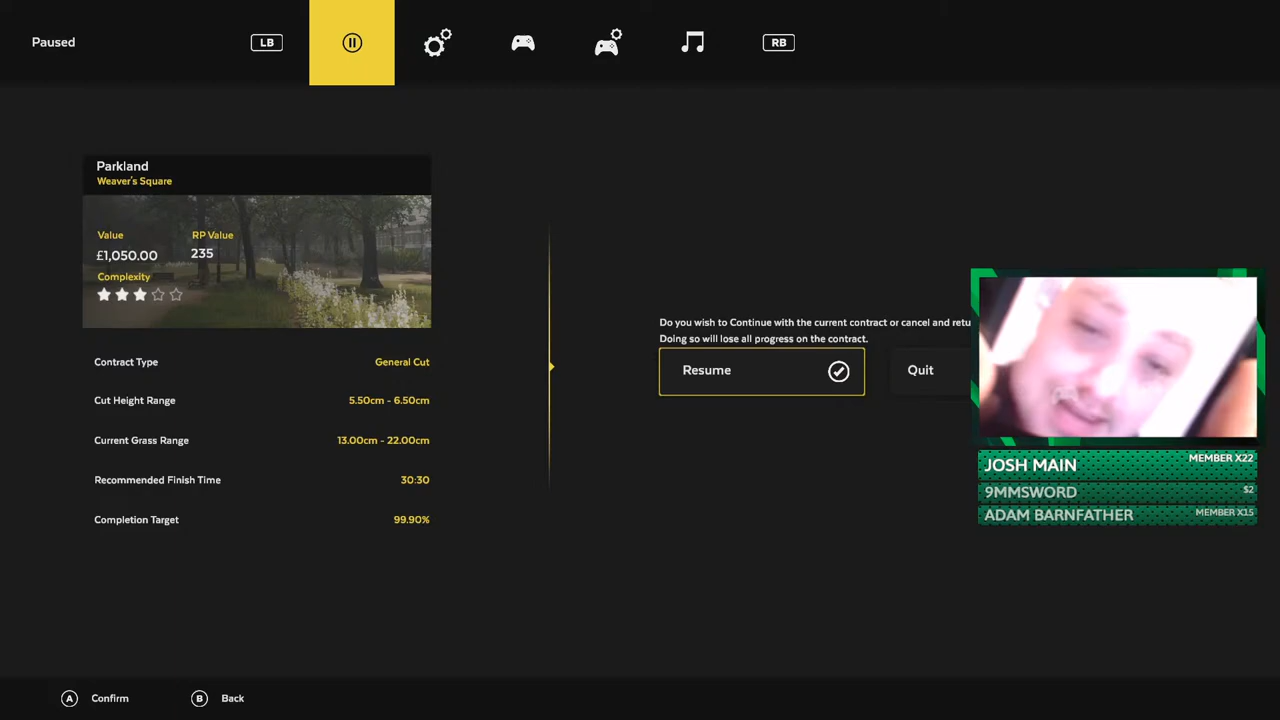 Paused
LB
RB
Parkland
Weaver's Square
Value
RP Value
£1,050.00
235
Complexity
Contract Type
General Cut
Cut Height Range
5.50cm - 6.50cm
Current Grass Range
13.00cm - 22.00cm
Recommended Finish Time
30:30
Completion Target
99.90%
Do you wish to Continue with the current contract or cancel and retu
Doing so will lose all progress on the contract.
Resume
Quit
JOSH MAIN
MEMBER X22
9MMSWORD
$2
ADAM BARNFATHER
MEMBER X15
A
Confirm
B
Back